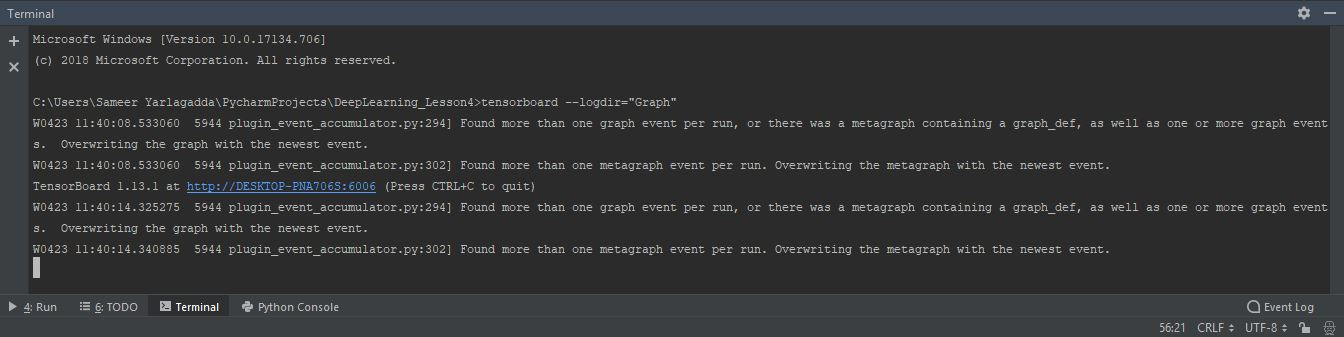 Terminal
Microsoft Windows [Version 10.0.17134.706]
(c) 2018 Microsoft Corporation. All rights reserved.
C:\Users\Sameer Yarlagadda\PycharmProjects\DeepLearning_Lesson4>tensorboard --logdir="Graph"
W0423 11:40:08.533060  5944 plugin_event_accumulator.py:294] Found more than one graph event per run, or there was a metagraph containing a graph_def, as well as one or more graph event
s.  Overwriting the graph with the newest event.
W0423 11:40:08.533060  5944 plugin_event_accumulator.py:302] Found more than one metagraph event per run. Overwriting the metagraph with the newest event.
TensorBoard 1.13.1 at http://DESKTOP-PNA706S:6006 (Press CTRL+C to quit)
W0423 11:40:14.325275  5944 plugin_event_accumulator.py:294] Found more than one graph event per run, or there was a metagraph containing a graph_def, as well as one or more graph event
s.  Overwriting the graph with the newest event.
W0423 11:40:14.340885  5944 plugin_event_accumulator.py:302] Found more than one metagraph event per run. Overwriting the metagraph with the newest event.
4: Run 6: TODO Terminal Python Console Event Log
56:21 CRLF UTF-8